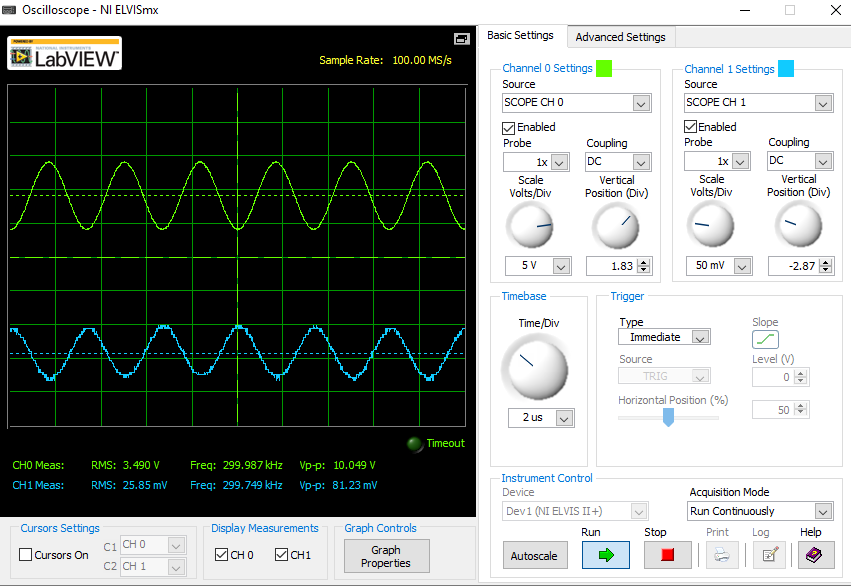 Oscilloscope - NI ELVISmx
POWERED BY
NATIONAL INSTRUMENTS
LabVIEW™
Sample Rate: 100.00 MS/s
Timeout
CH0 Meas: RMS: 3.490 V Freq: 299.987 kHz Vp-p: 10.049 V
CH1 Meas: RMS: 25.85 mV Freq: 299.749 kHz Vp-p: 81.23 mV
Cursors Settings
Cursors On
C1 CH 0
C2 CH 1
Display Measurements
CH 0 CH1
Graph Controls
Graph
Properties
Basic Settings Advanced Settings
Channel 0 Settings
Source
SCOPE CH 0
Enabled
Probe Coupling
1x DC
Scale Vertical
Volts/Div Position (Div)
5 V 1.83
Channel 1 Settings
Source
SCOPE CH 1
Enabled
Probe Coupling
1x DC
Scale Vertical
Volts/Div Position (Div)
50 mV -2.87
Timebase
Time/Div
2 us
Trigger
Type
Immediate
Slope
Source
TRIG
Level (V)
0
Horizontal Position (%)
50
Instrument Control
Device
Dev1 (NI ELVIS II+)
Acquisition Mode
Run Continuously
Autoscale
Run Stop Print Log Help